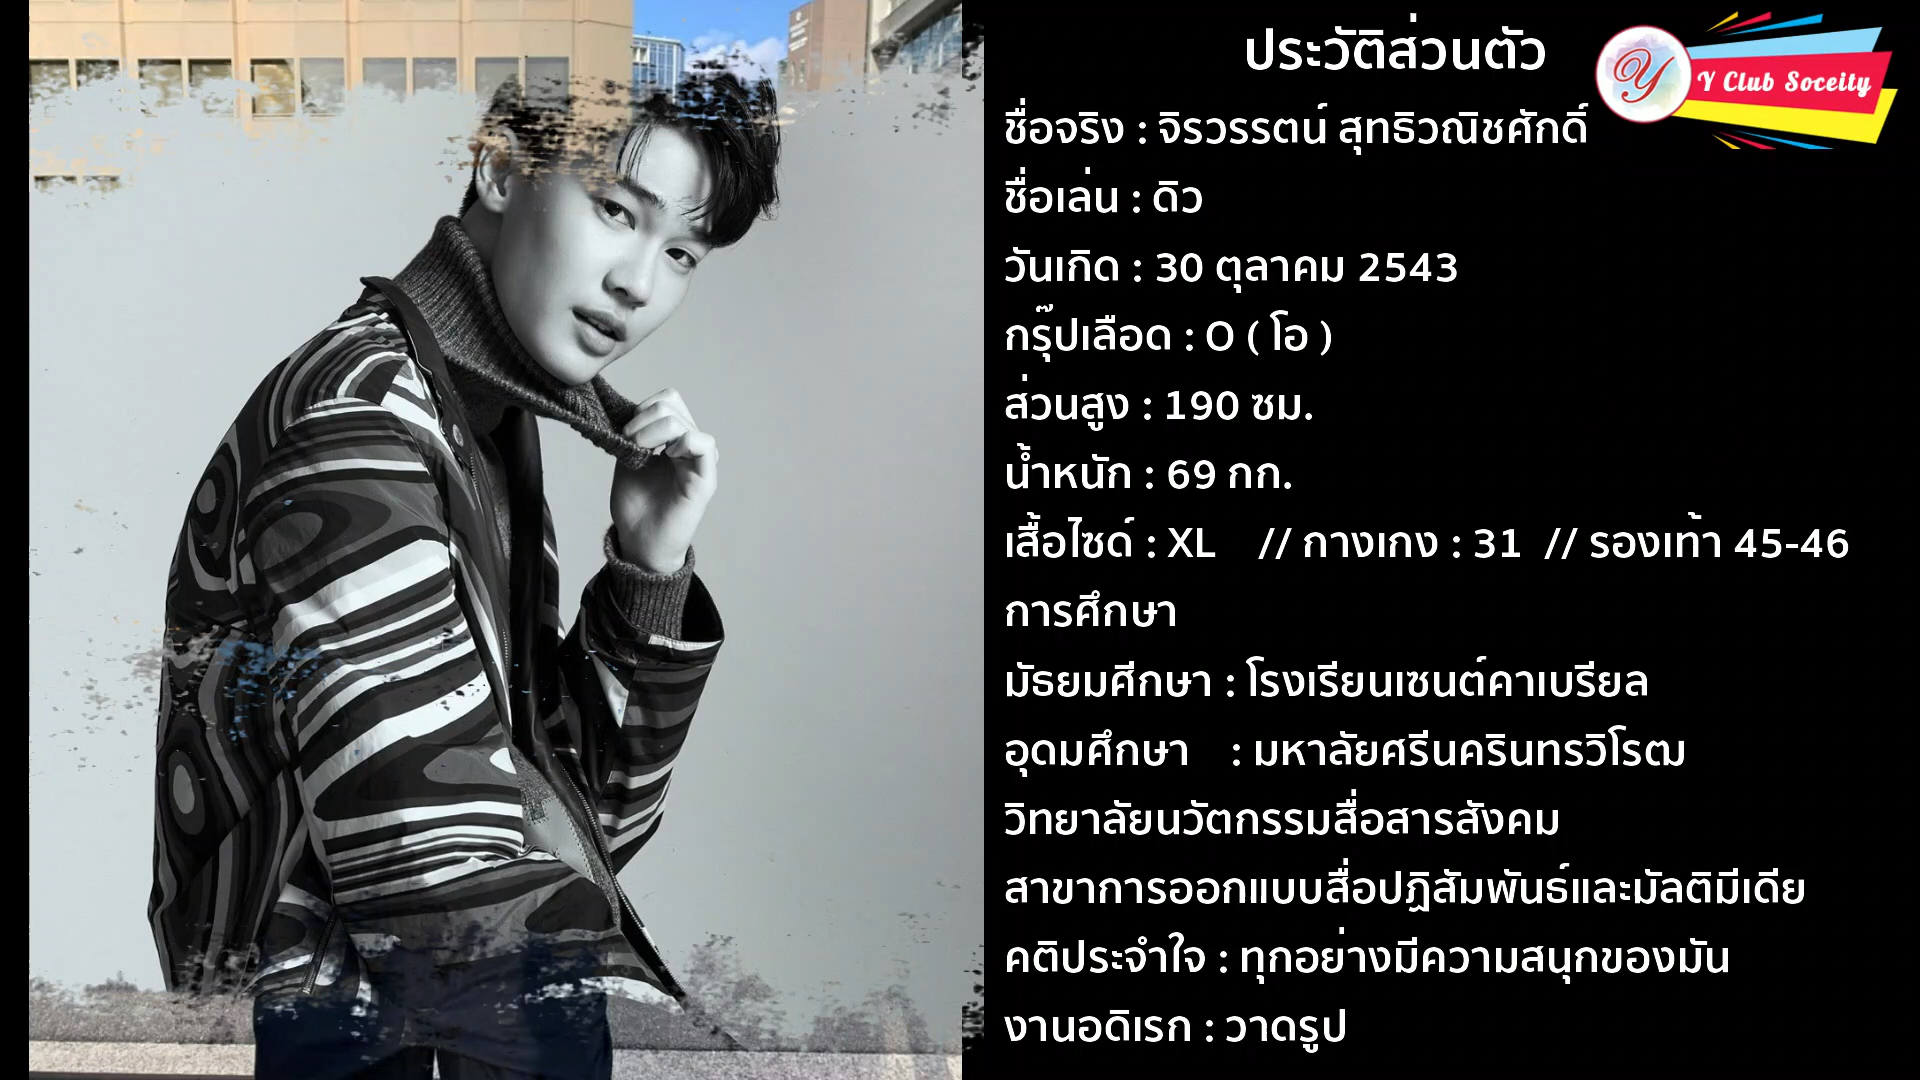 ประวัติส่วนตัว
Y Y Club Soceity
ชื่อจริง : จิรวรรตน์ สุทธิวณิชศักดิ์
ชื่อเล่น : ดิว
วันเกิด : 30 ตุลาคม 2543
กรุ๊ปเลือด : O ( โอ )
ส่วนสูง : 190 ซม.
น้ำหนัก : 69 กก.
เสื้อไซด์ : XL // กางเกง : 31 // รองเท้า 45-46
การศึกษา
มัธยมศีกษา : โรงเรียนเซนต์คาเบรียล
อุดมศึกษา : มหาลัยศรีนครินทรวิโรฒ
วิทยาลัยนวัตกรรมสื่อสารสังคม
สาขาการออกแบบสื่อปฏิสัมพันธ์และมัลติมีเดีย
คติประจำใจ : ทุกอย่างมีความสนุกของมัน
งานอดิเรก : วาดรูป